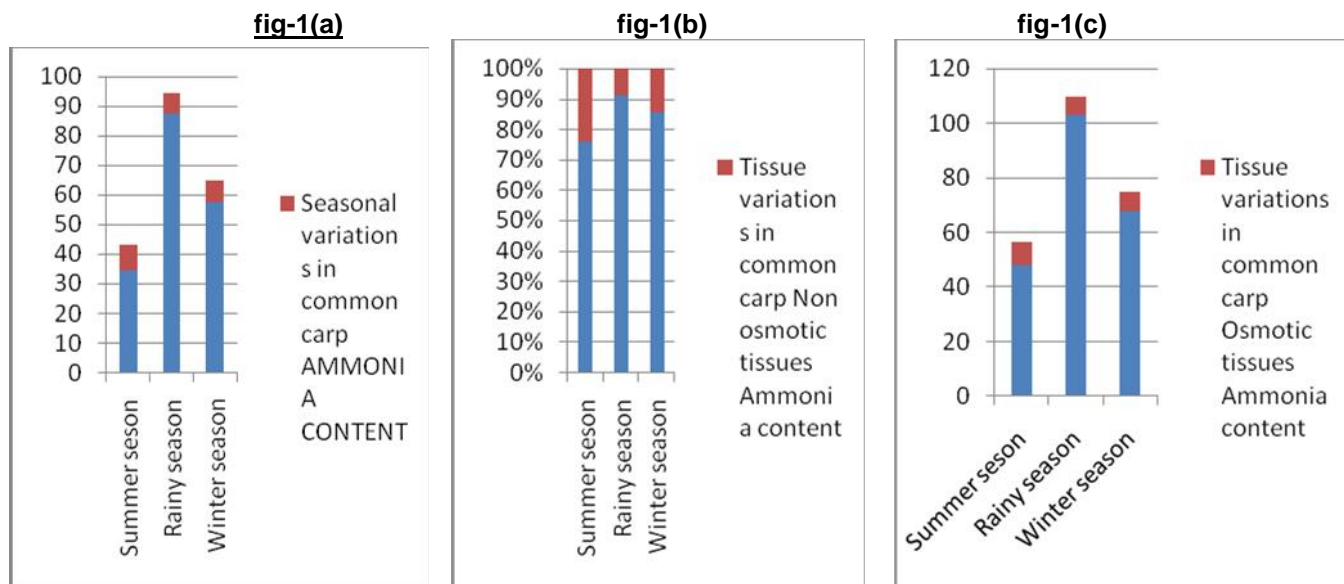 fig-1(a)
100
90
80
70
60
50
40
30
20
10
0
Summer seson
Rainy season
Winter season
Seasonal
variation
s in
common
carp
AMMONI
A
CONTENT
fig-1(b)
100%
90%
80%
70%
60%
50%
40%
30%
20%
10%
0%
Summer seson
Rainy season
Winter season
Tissue
variation
s in
common
carp Non
osmotic
tissues
Ammoni
a content
fig-1(c)
120
100
80
60
40
20
0
Summer seson
Rainy season
Winter season
Tissue
variations
in
common
carp
Osmotic
tissues
Ammonia
content